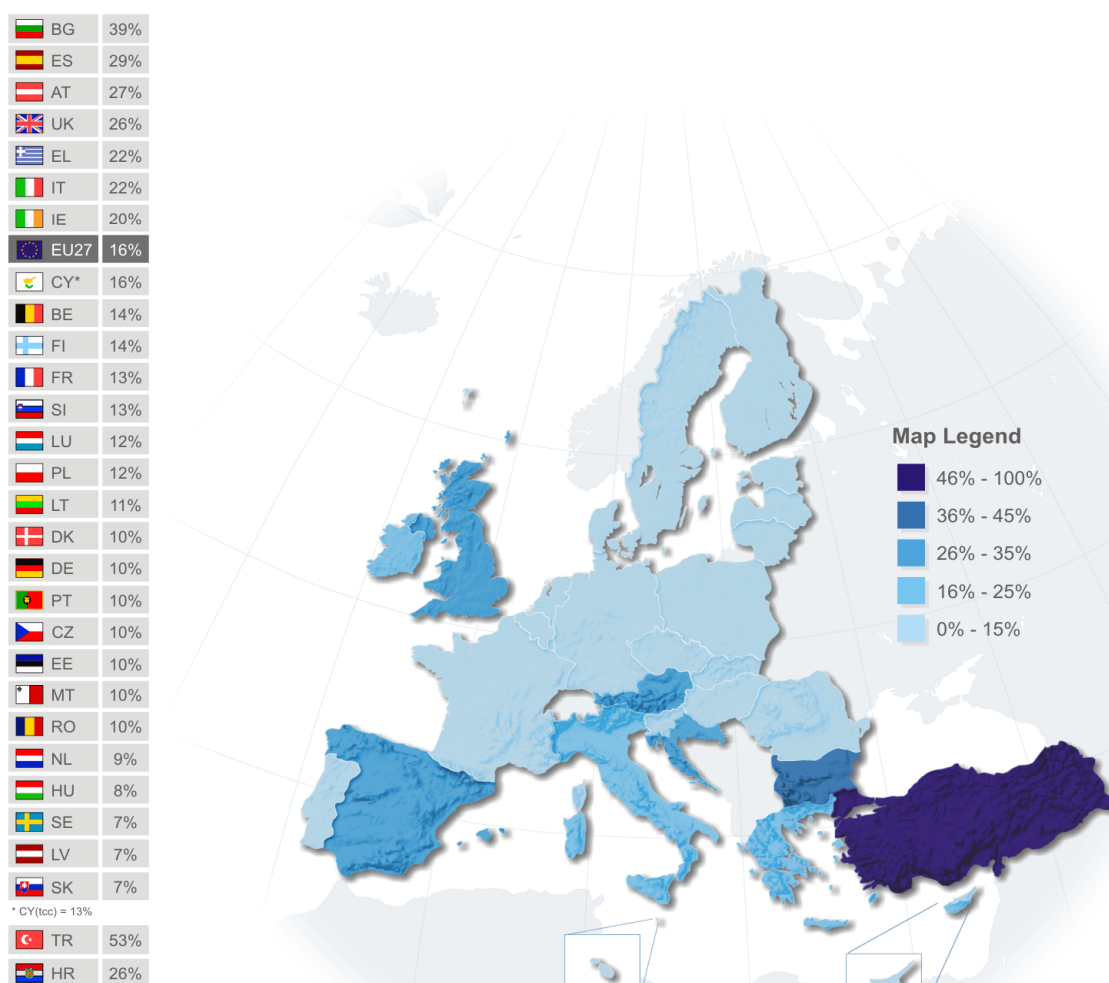 BG 39%
ES 29%
AT 27%
UK 26%
EL 22%
IT 22%
IE 20%
EU27 16%
CY* 16%
BE 14%
FI 14%
FR 13%
SI 13%
LU 12%
PL 12%
LT 11%
DK 10%
DE 10%
PT 10%
CZ 10%
EE 10%
MT 10%
RO 10%
NL 9%
HU 8%
SE 7%
LV 7%
SK 7%
* CY(tcc) = 13%
TR 53%
HR 26%
Map Legend
46% - 100%
36% - 45%
26% - 35%
16% - 25%
0% - 15%